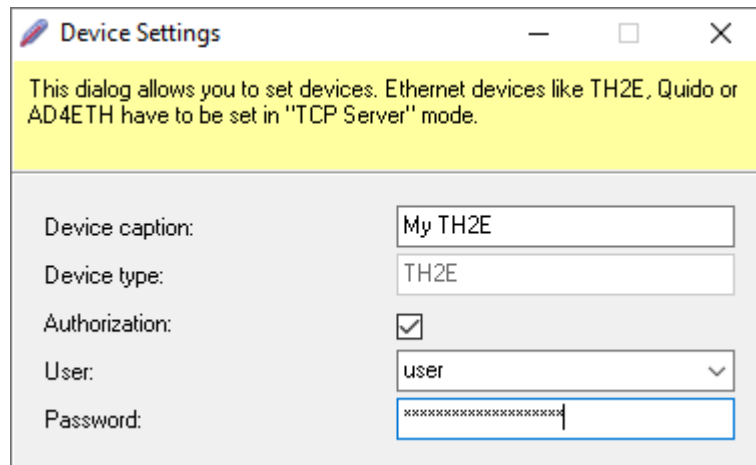 Device Settings
This dialog allows you to set devices. Ethernet devices like TH2E, Quido or
AD4ETH have to be set in "TCP Server" mode.
Device caption: My TH2E
Device type: TH2E
Authorization:
User: user
Password: ********************